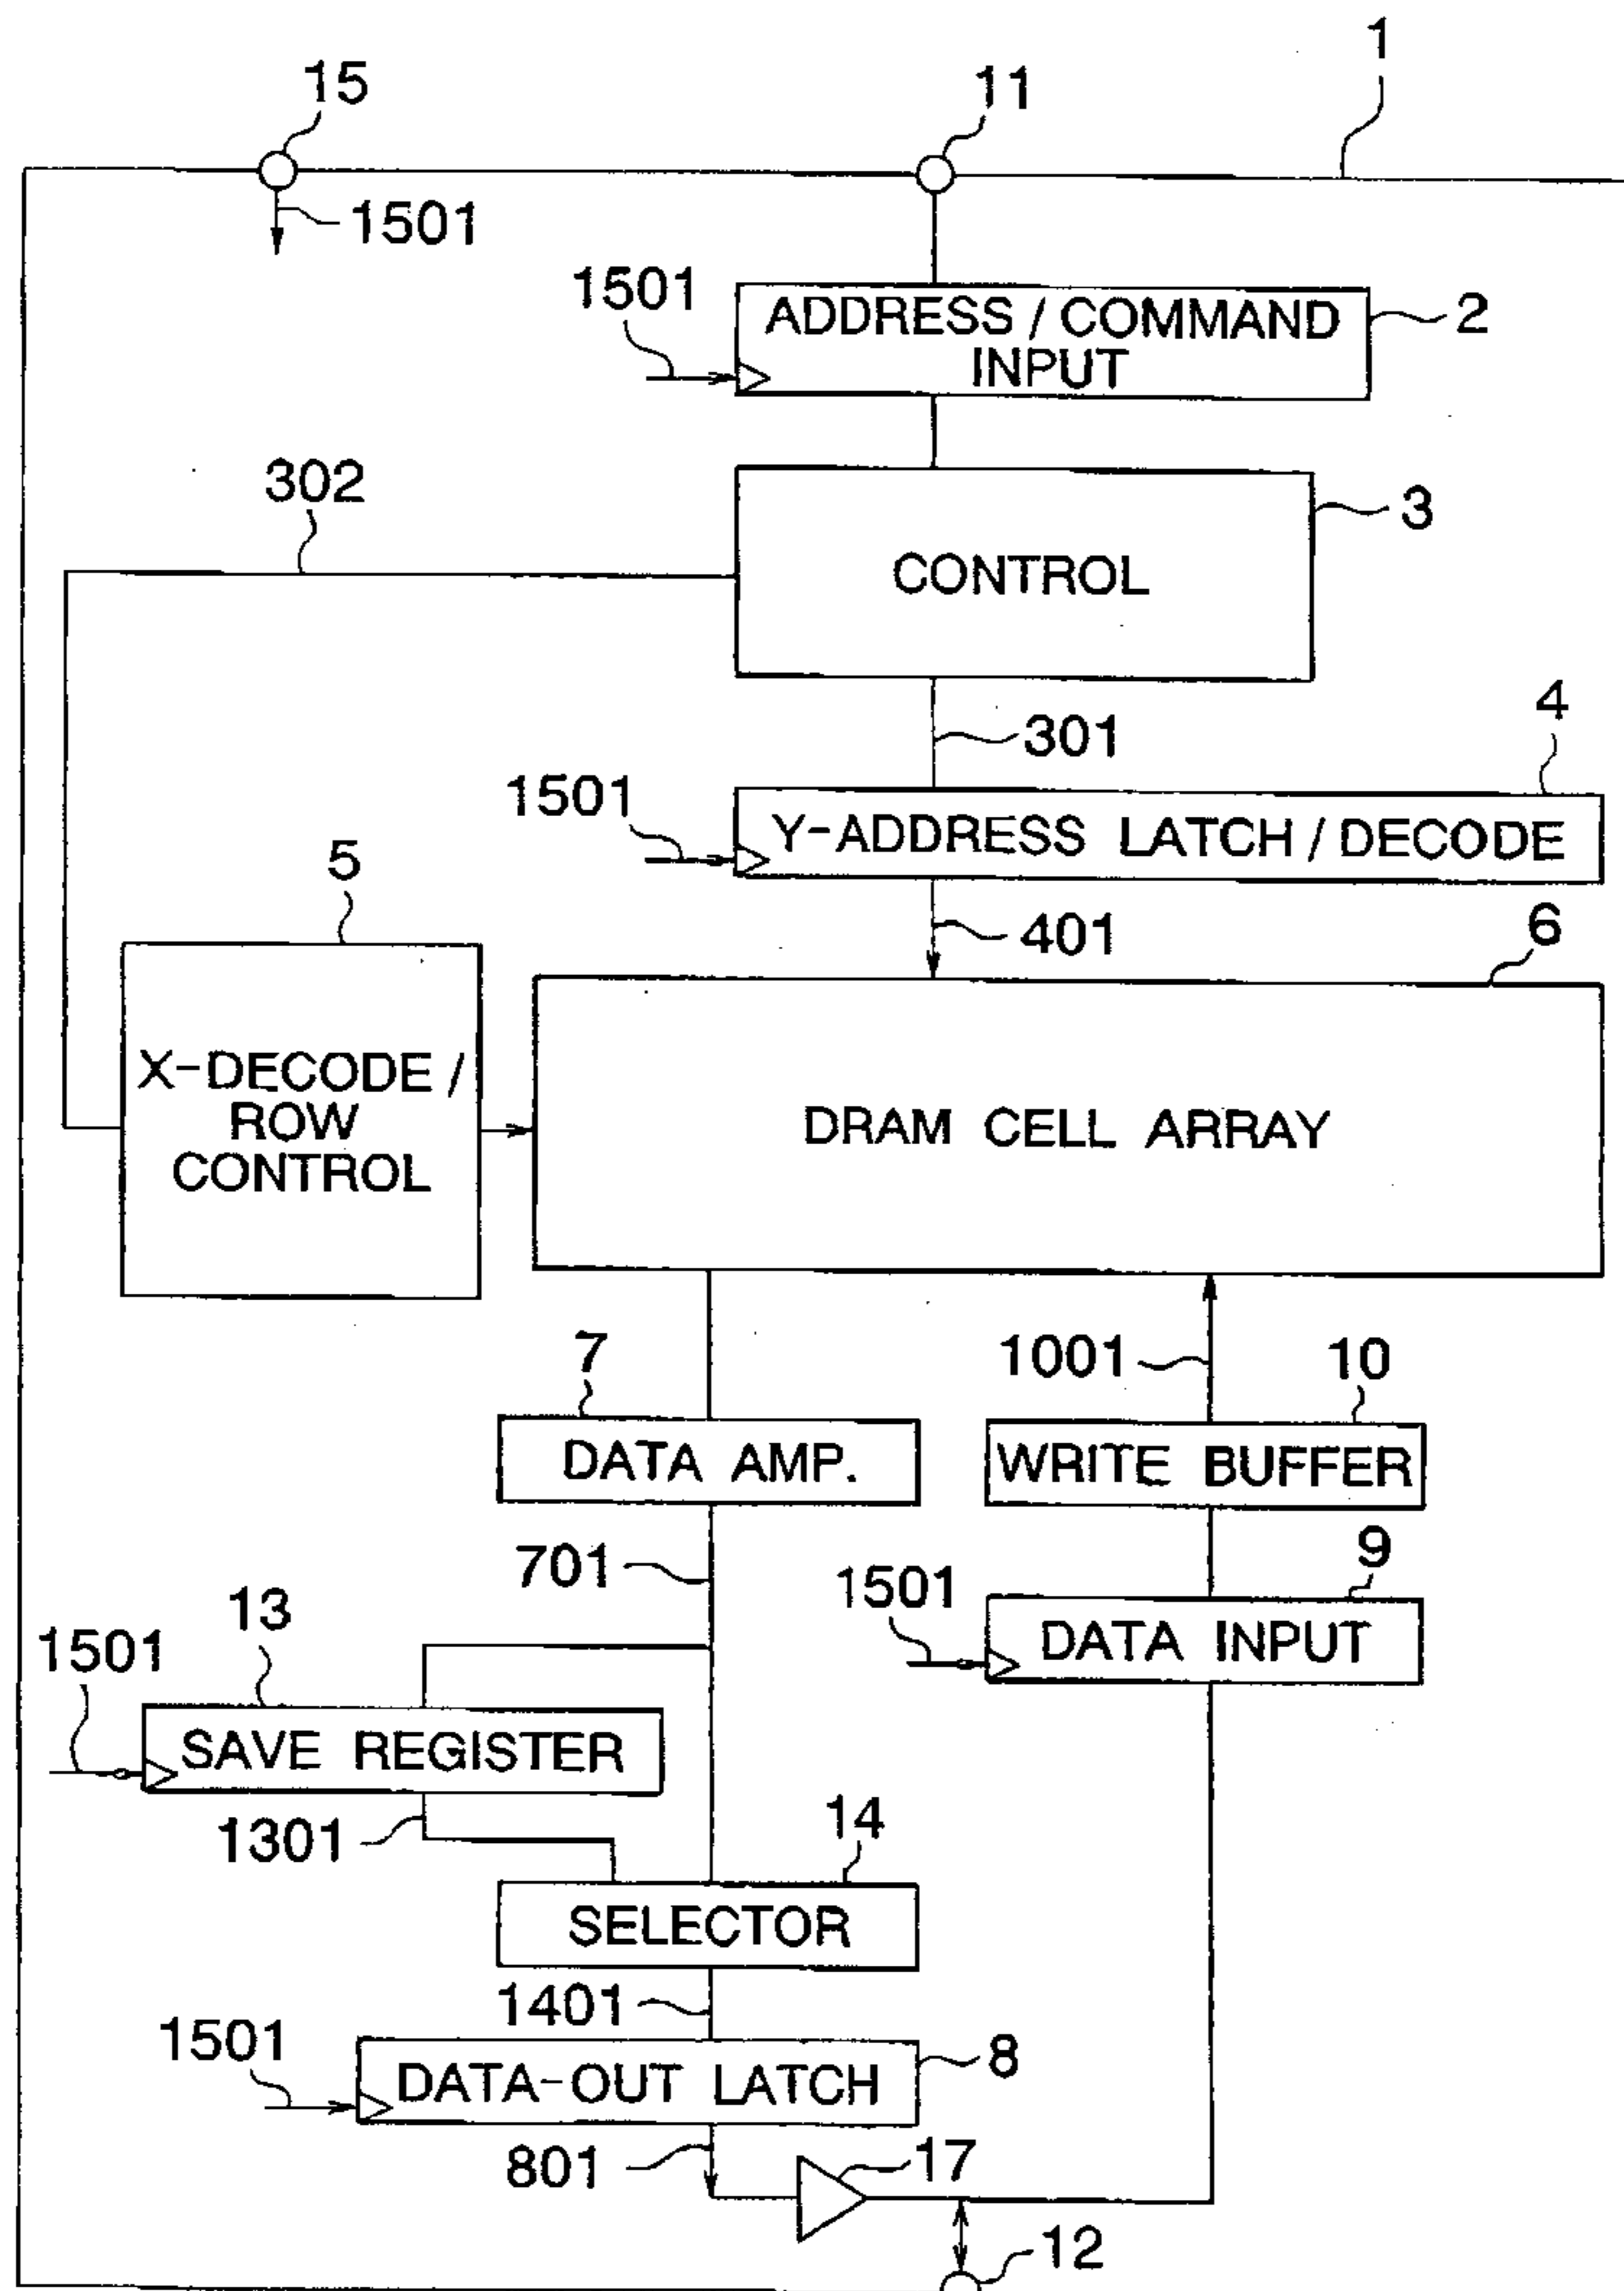 1
15
11
1501
1501
ADDRESS / COMMAND
INPUT
2
302
3
CONTROL
301
4
1501
Y-ADDRESS LATCH / DECODE
5
401
6
X-DECODE /
ROW
CONTROL
DRAM CELL ARRAY
7
1001
10
DATA AMP.
WRITE BUFFER
701
9
1501
13
DATA INPUT
1501
SAVE REGISTER
14
1301
SELECTOR
1401
1501
8
DATA-OUT LATCH
801
17
12